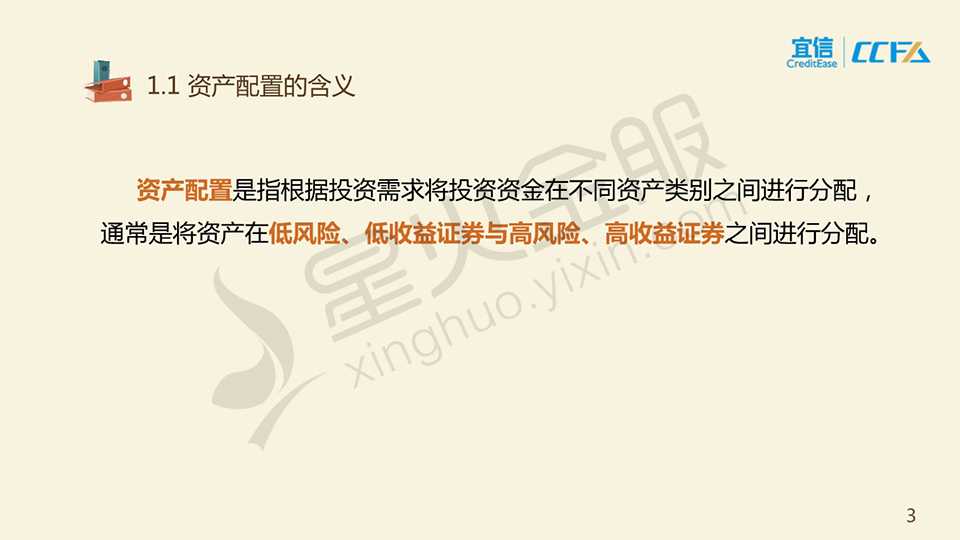 宜信
CreditEase
CCFA
1.1 资产配置的含义
资产配置是指根据投资需求将投资资金在不同资产类别之间进行分配，
通常是将资产在低风险、低收益证券与高风险、高收益证券之间进行分配。
星火金服
xinghuo.yixin.com
3